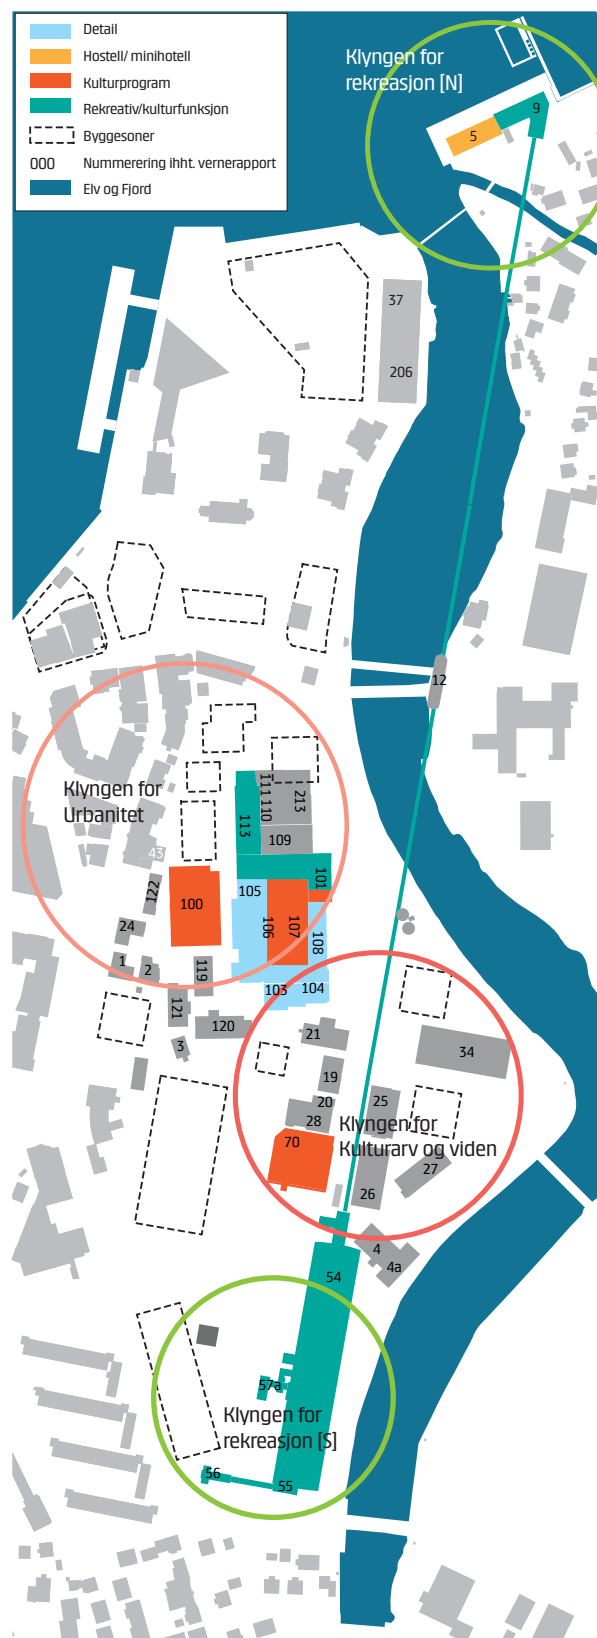 Detail
Hostell/ minihotell
Kulturprogram
Rekreativ/kulturfunksjon
Byggesoner
000 Nummerering ihht. vernerapport
Elv og Fjord
Klyngen for
rekreasjon [N]
9
5
37
206
12
Klyngen for
Urbanitet
111
110
213
113
109
43
101
122
105
100
106
107
108
24
1
2
119
103
104
121
120
3
21
34
19
20
25
28
Klyngen for
Kulturarv og viden
70
27
26
4
4a
54
57a
Klyngen for
rekreasjon [S]
56
55